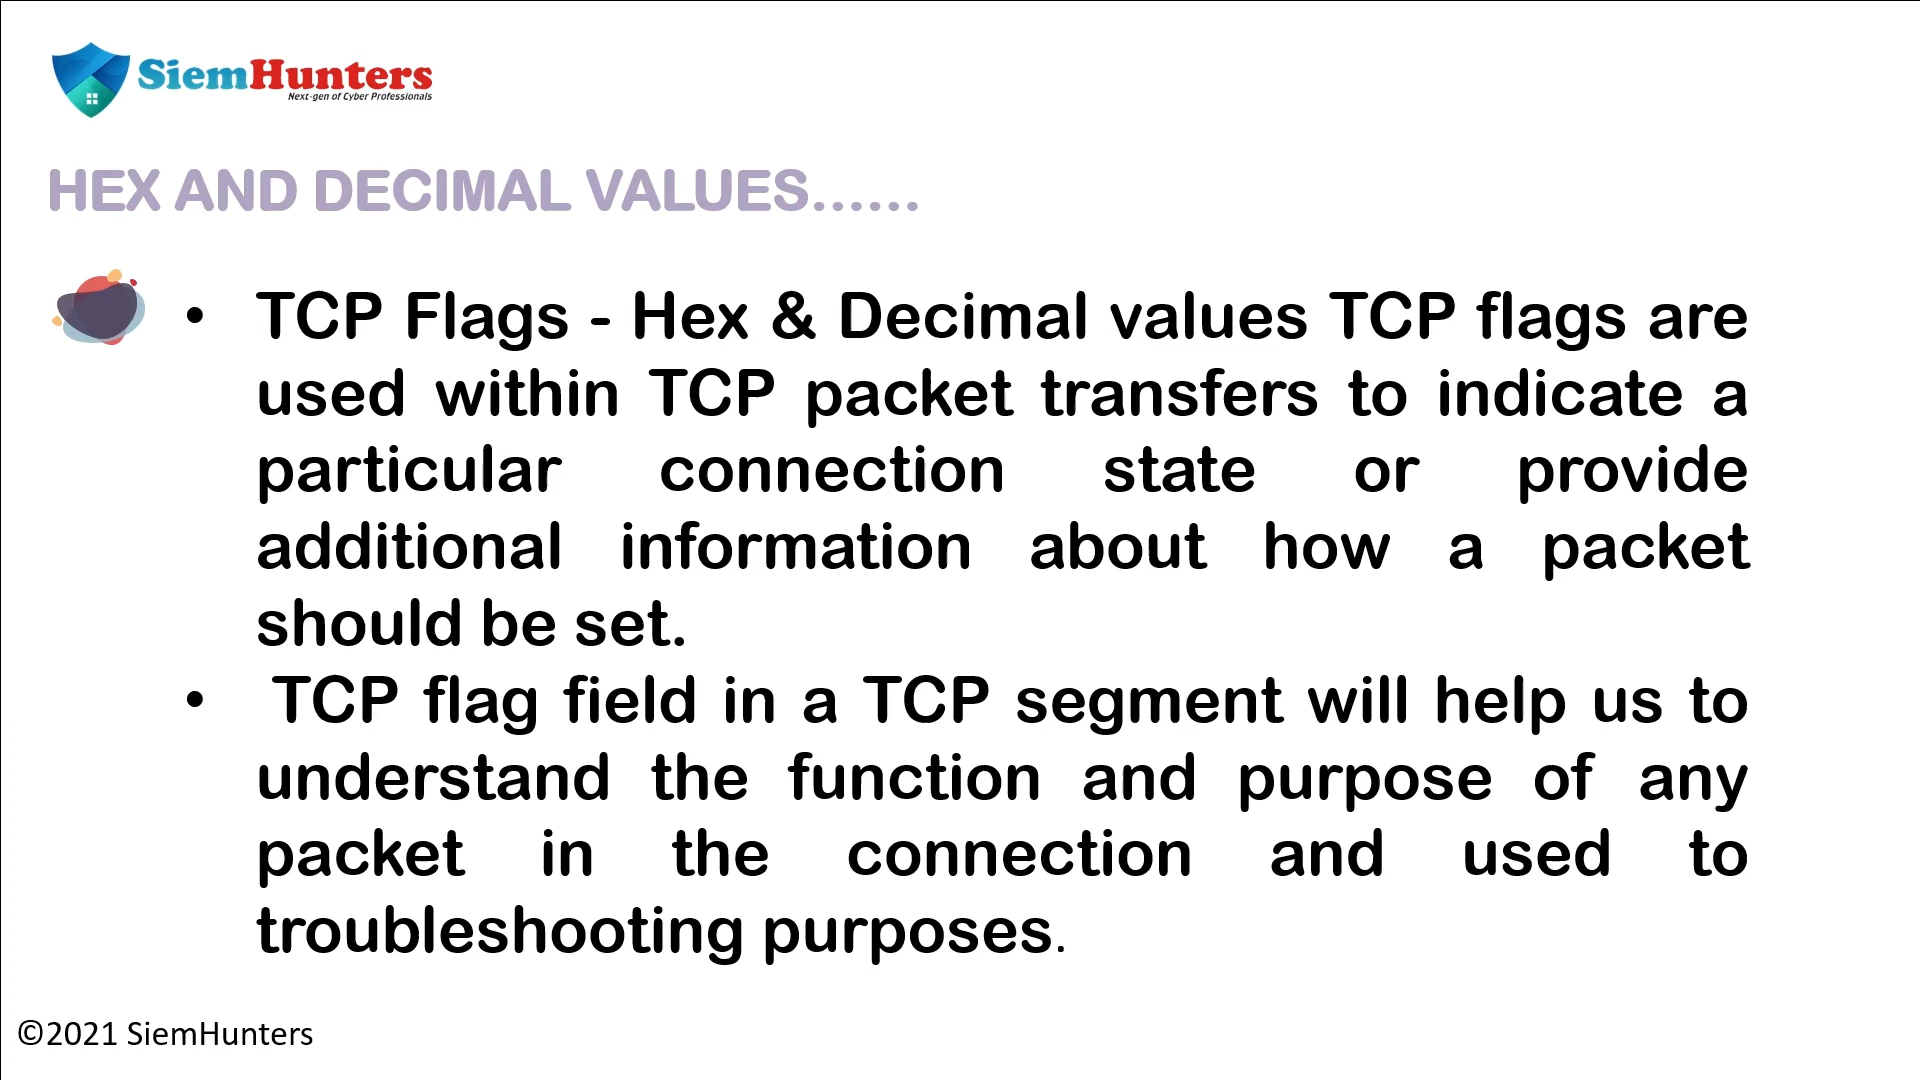 SiemHunters
Next-gen of Cyber Professionals
HEX AND DECIMAL VALUES......
• TCP Flags - Hex & Decimal values TCP flags are
used within TCP packet transfers to indicate a
particular connection state or provide
additional information about how a packet
should be set.
• TCP flag field in a TCP segment will help us to
understand the function and purpose of any
packet in the connection and used to
troubleshooting purposes.
©2021 SiemHunters